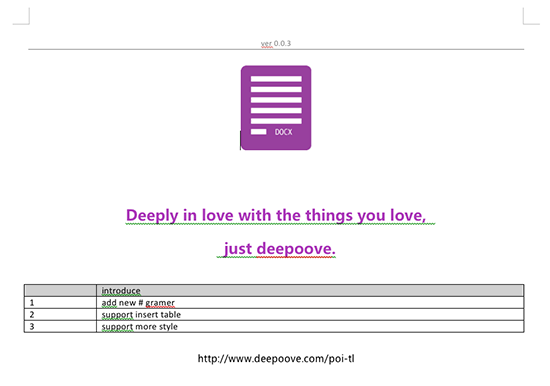 ver 0.0.3
DOCX
Deeply in love with the things you love,
just deepoove.
introduce
1 add new # gramer
2 support insert table
3 support more style
http://www.deepoove.com/poi-tl